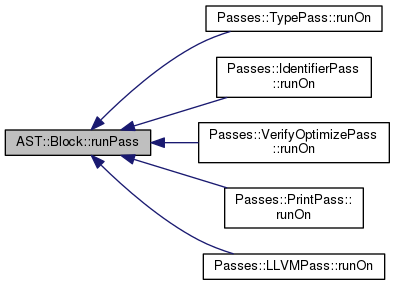 Passes::TypePass::runOn
Passes::IdentifierPass
::runOn
AST::Block::runPass
Passes::VerifyOptimizePass
::runOn
Passes::PrintPass::
runOn
Passes::LLVMPass::runOn